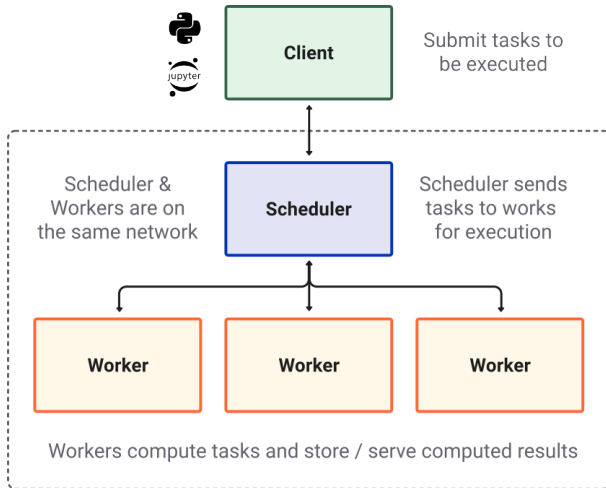 Client
Submit tasks to
be executed
jupyter
Scheduler &
Workers are on
the same network
Scheduler
Scheduler sends
tasks to works
for execution
Worker
Worker
Worker
Workers compute tasks and store / serve computed results